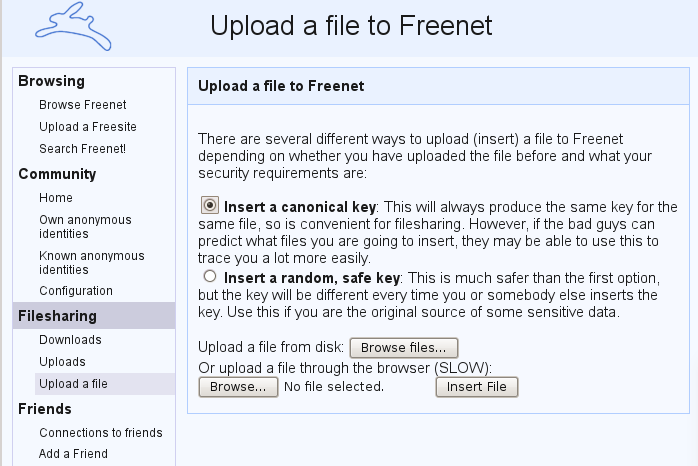 Upload a file to Freenet
Browsing
Browse Freenet
Upload a Freesite
Search Freenet!
Community
Home
Own anonymous
identities
Known anonymous
identities
Configuration
Filesharing
Downloads
Uploads
Upload a file
Friends
Connections to friends
Add a Friend
Upload a file to Freenet
There are several different ways to upload (insert) a file to Freenet
depending on whether you have uploaded the file before and what your
security requirements are:
Insert a canonical key: This will always produce the same key for the
same file, so is convenient for filesharing. However, if the bad guys can
predict what files you are going to insert, they may be able to use this to
trace you a lot more easily.
Insert a random, safe key: This is much safer than the first option,
but the key will be different every time you or somebody else inserts the
key. Use this if you are the original source of some sensitive data.
Upload a file from disk: Browse files...
Or upload a file through the browser (SLOW):
Browse... No file selected. Insert File